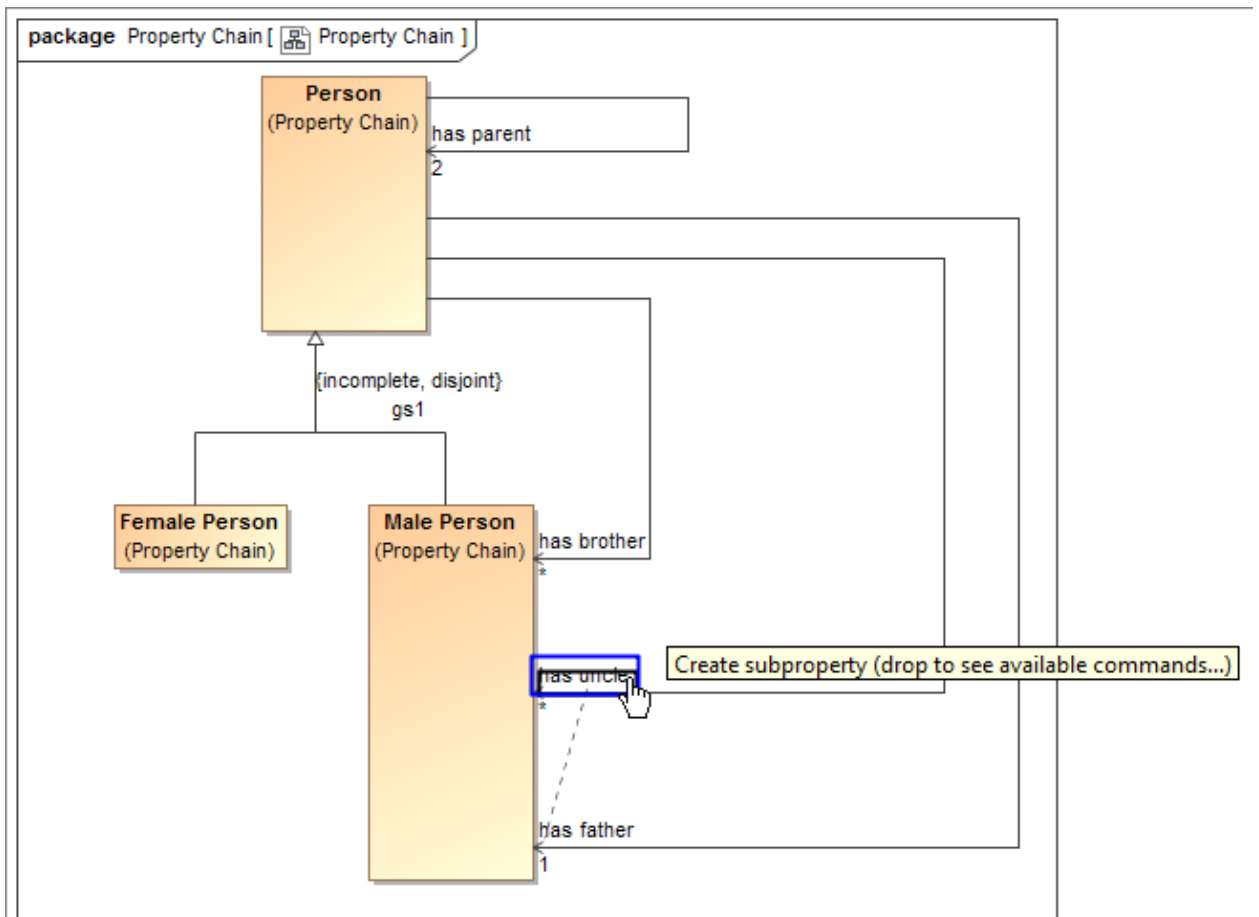 package Property Chain [ Property Chain ]
Person
(Property Chain)
has parent
2
{incomplete, disjoint}
gs1
Female Person
(Property Chain)
Male Person
(Property Chain)
has brother
*
has uncle
*
Create subproperty (drop to see available commands...)
has father
1